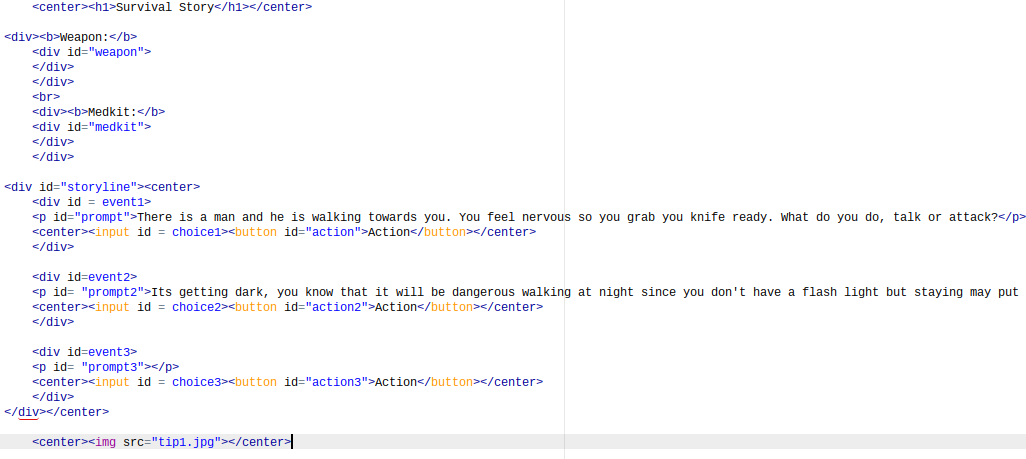 <center><h1>Survival Story</h1></center>
<div><b>Weapon:</b>
<div id="weapon">
</div>
</div>
<br>
<div><b>Medkit:</b>
<div id="medkit">
</div>
</div>
<div id="storyline"><center>
<div id = event1>
<p id="prompt">There is a man and he is walking towards you. You feel nervous so you grab you knife ready. What do you do, talk or attack?</p>
<center><input id = choice1><button id="action">Action</button></center>
</div>
<div id=event2>
<p id= "prompt2">Its getting dark, you know that it will be dangerous walking at night since you don't have a flash light but staying may put
<center><input id = choice2><button id="action2">Action</button></center>
</div>
<div id=event3>
<p id= "prompt3"></p>
<center><input id = choice3><button id="action3">Action</button></center>
</div>
</div></center>
<center><img src="tip1.jpg"></center>